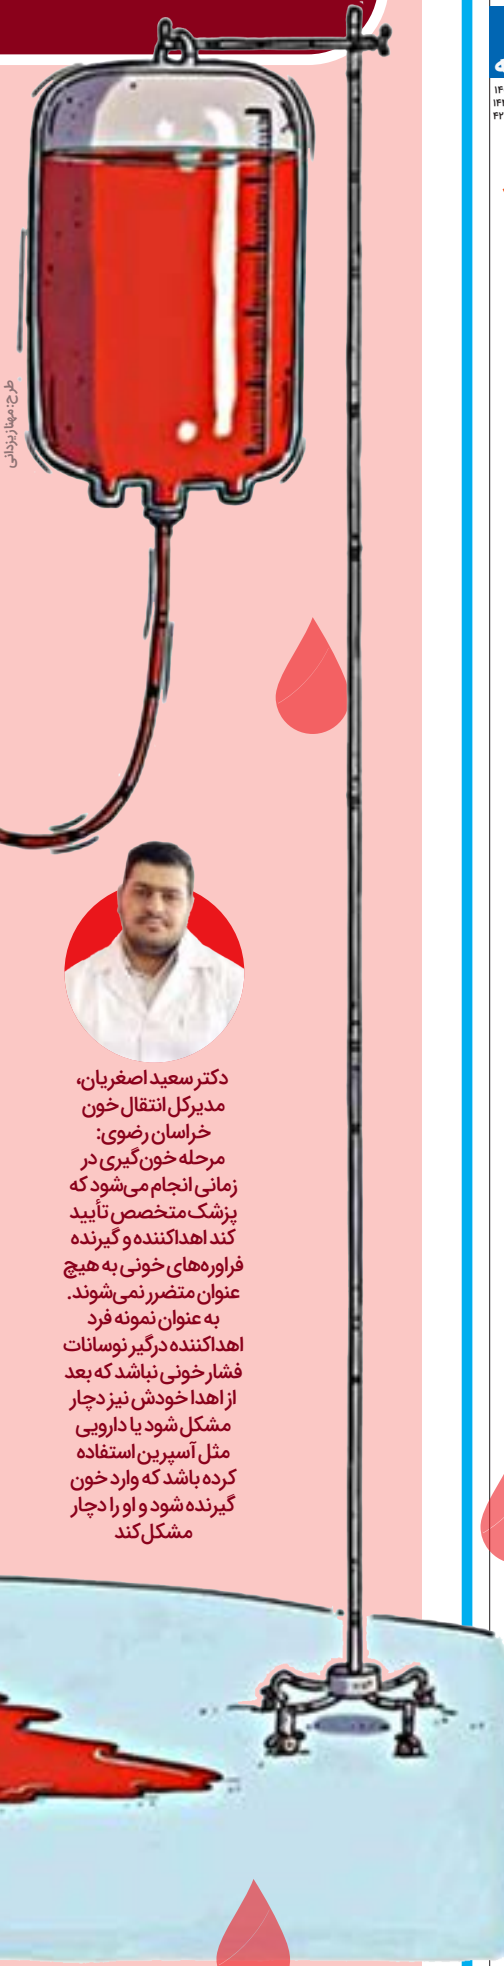 طرح: مهناز یزدانی
دکتر سعید اصغریان،
مدیرکل انتقال خون
خراسان رضوی:
مرحله خون‌گیری در
زمانی انجام می‌شود که
پزشک متخصص تأیید
کند اهداکننده و گیرنده
فراورده‌های خونی به هیچ
عنوان متضرر نمی‌شوند.
به عنوان نمونه فرد
اهداکننده درگیر نوسانات
فشار خونی نباشد که بعد
از اهدا خودش نیز دچار
مشکل شود یا دارویی
مثل آسپرین استفاده
کرده باشد که وارد خون
گیرنده شود و او را دچار
مشکل کند